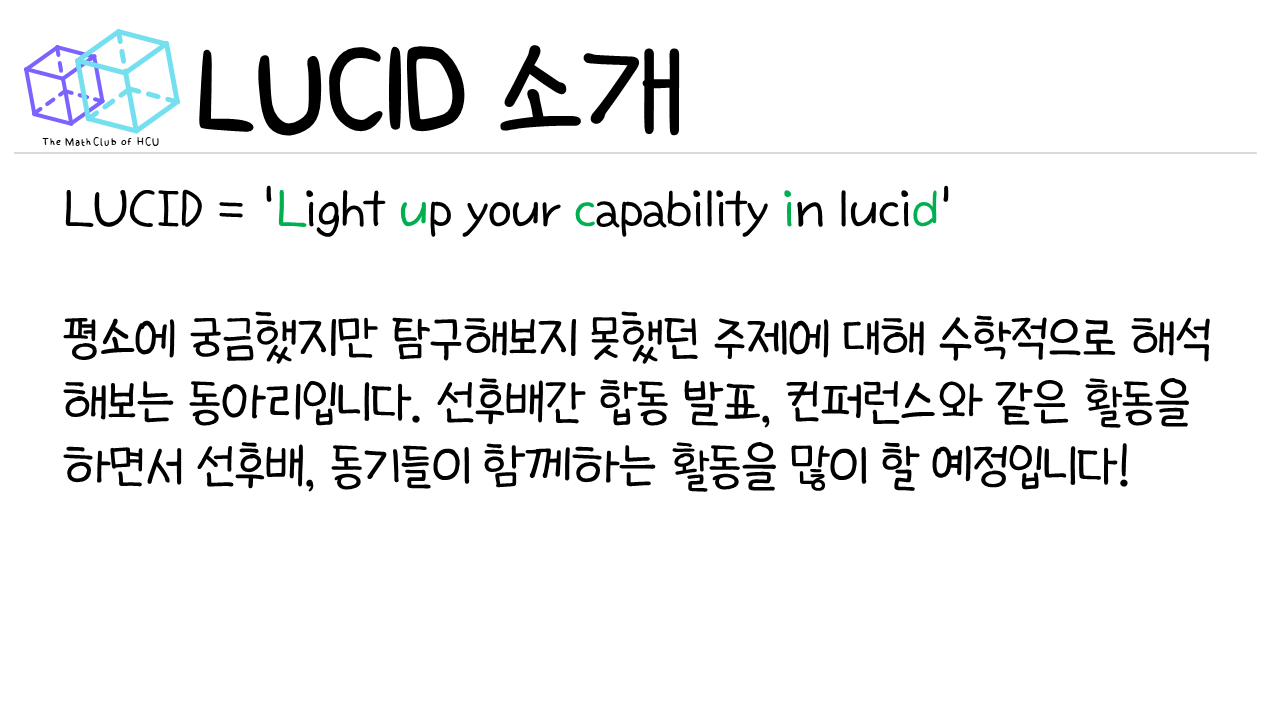 LUCID 소개
The MathClub of HCU
LUCID = 'Light up your capability in lucid'
평소에 궁금했지만 탐구해보지 못했던 주제에 대해 수학적으로 해석
해보는 동아리입니다. 선후배간 합동 발표, 컨퍼런스와 같은 활동을
하면서 선후배, 동기들이 함께하는 활동을 많이 할 예정입니다!